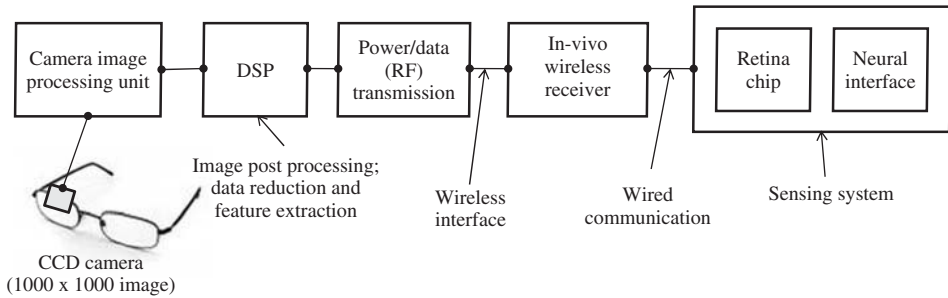 Camera image
processing unit
DSP
Power/data
(RF)
transmission
In-vivo
wireless
receiver
Retina
chip
Neural
interface
Image post processing;
data reduction and
feature extraction
Wireless
interface
Wired
communication
Sensing system
CCD camera
(1000 x 1000 image)